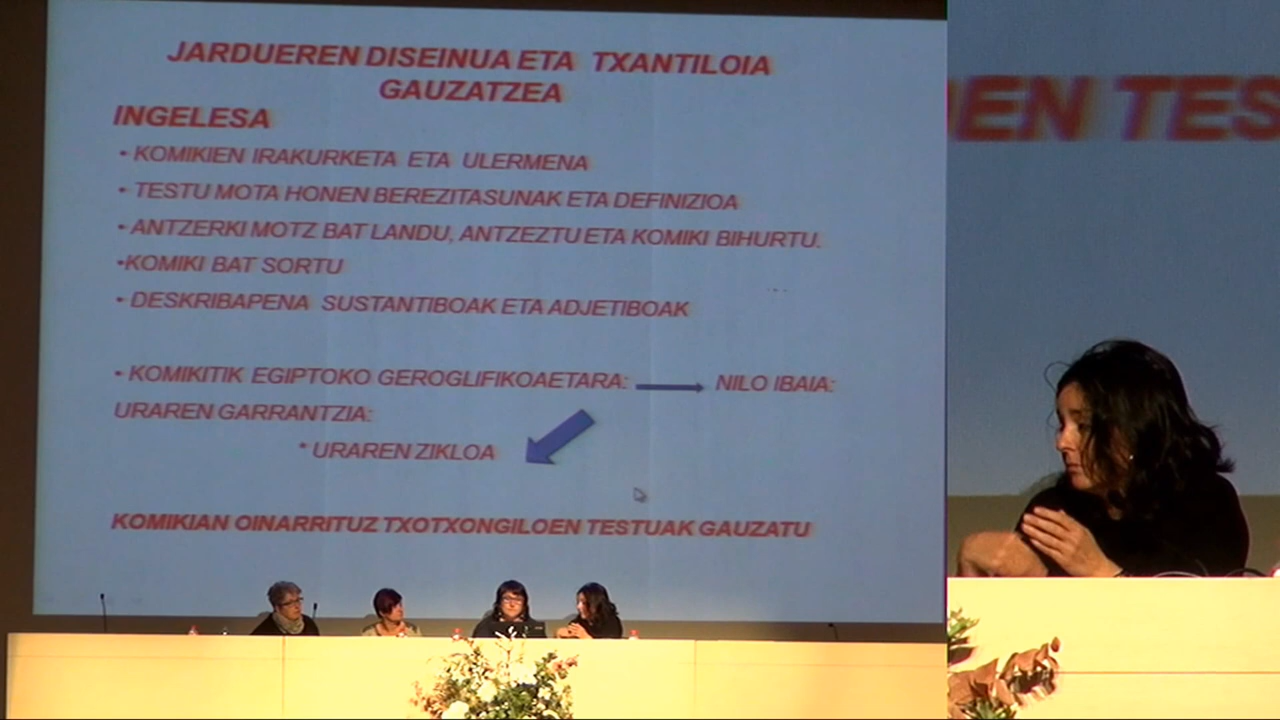 JARDUEREN DISEINUA ETA TXANTILOIA
GAUZATZEA
INGELESA
• KOMIKIEN IRAKURKETA ETA ULERMENA
• TESTU MOTA HONEN BEREZITASUNAK ETA DEFINIZIOA
• ANTZERKI MOTZ BAT LANDU, ANTZEZTU ETA KOMIKI BIHURTU.
•KOMIKI BAT SORTU
• DESKRIBAPENA SUSTANTIBOAK ETA ADJETIBOAK
• KOMIKITIK EGIPTOKO GEROGLIFIKOAETARA: NILO IBAIA:
URAREN GARRANTZIA:
* URAREN ZIKLOA
KOMIKIAN OINARRITUZ TXOTXONGILOEN TESTUAK GAUZATU
OEN TES